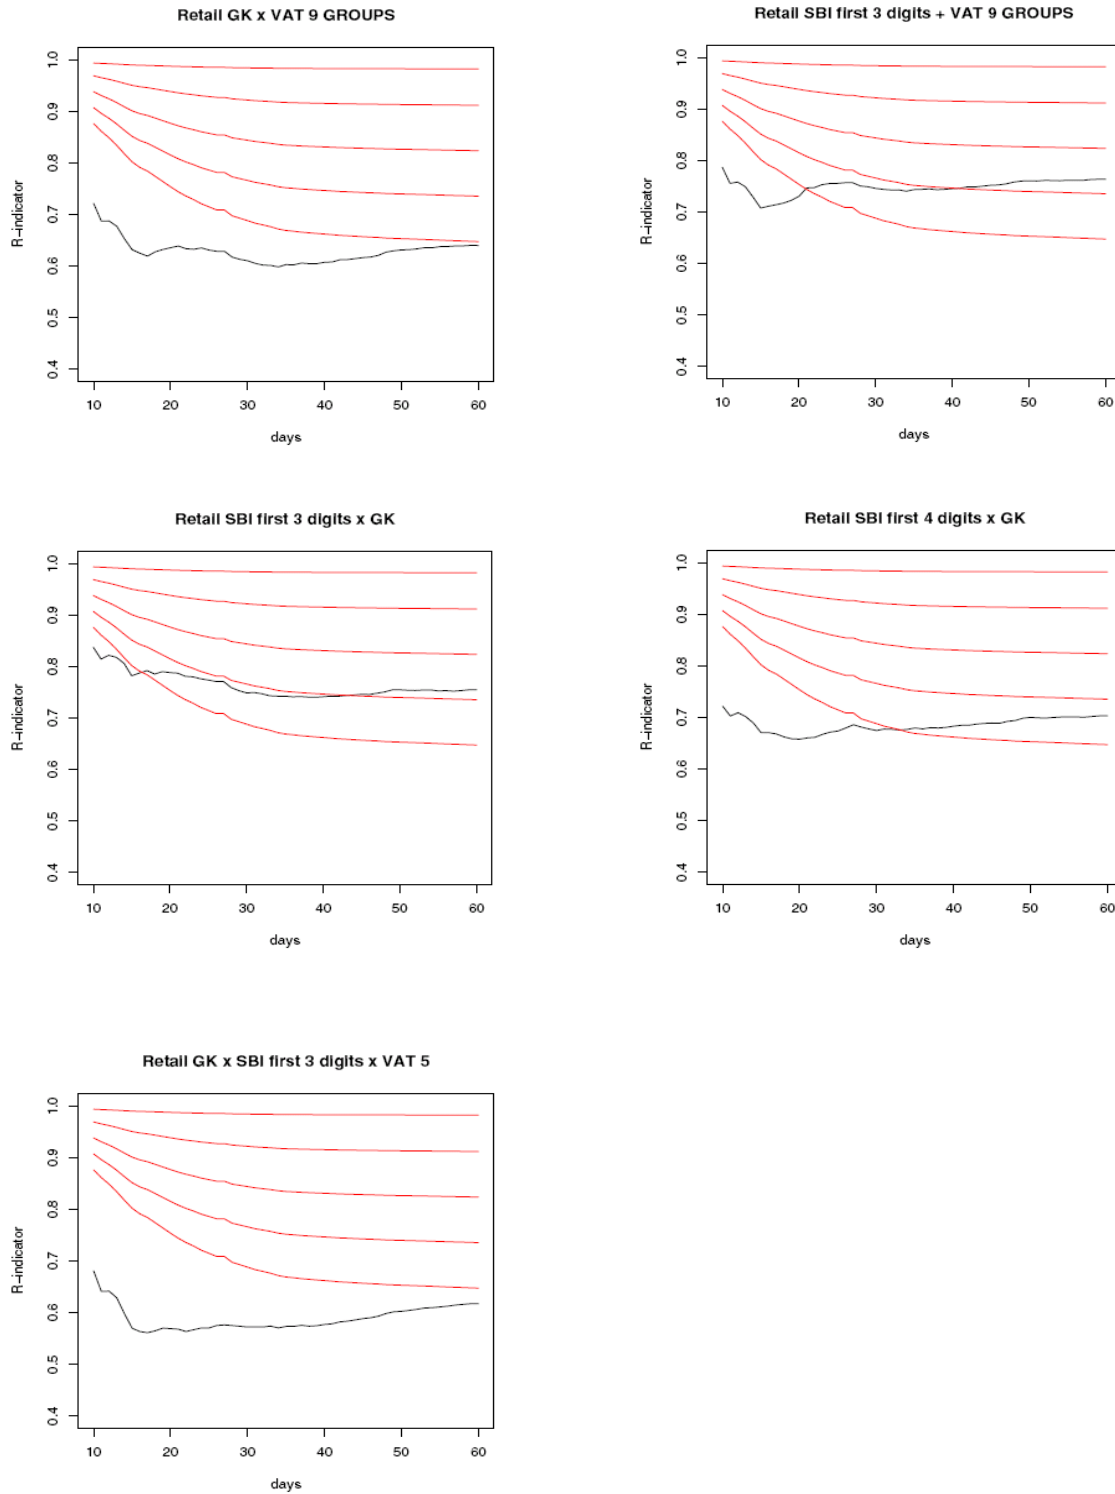 Retail GK x VAT 9 GROUPS
R-indicator
1.0
0.9
0.8
0.7
0.6
0.5
0.4
10 20 30 40 50 60
days
Retail SBI first 3 digits + VAT 9 GROUPS
R-indicator
1.0
0.9
0.8
0.7
0.6
0.5
0.4
10 20 30 40 50 60
days
Retail SBI first 3 digits x GK
R-indicator
1.0
0.9
0.8
0.7
0.6
0.5
0.4
10 20 30 40 50 60
days
Retail SBI first 4 digits x GK
R-indicator
1.0
0.9
0.8
0.7
0.6
0.5
0.4
10 20 30 40 50 60
days
Retail GK x SBI first 3 digits x VAT 5
R-indicator
1.0
0.9
0.8
0.7
0.6
0.5
0.4
10 20 30 40 50 60
days